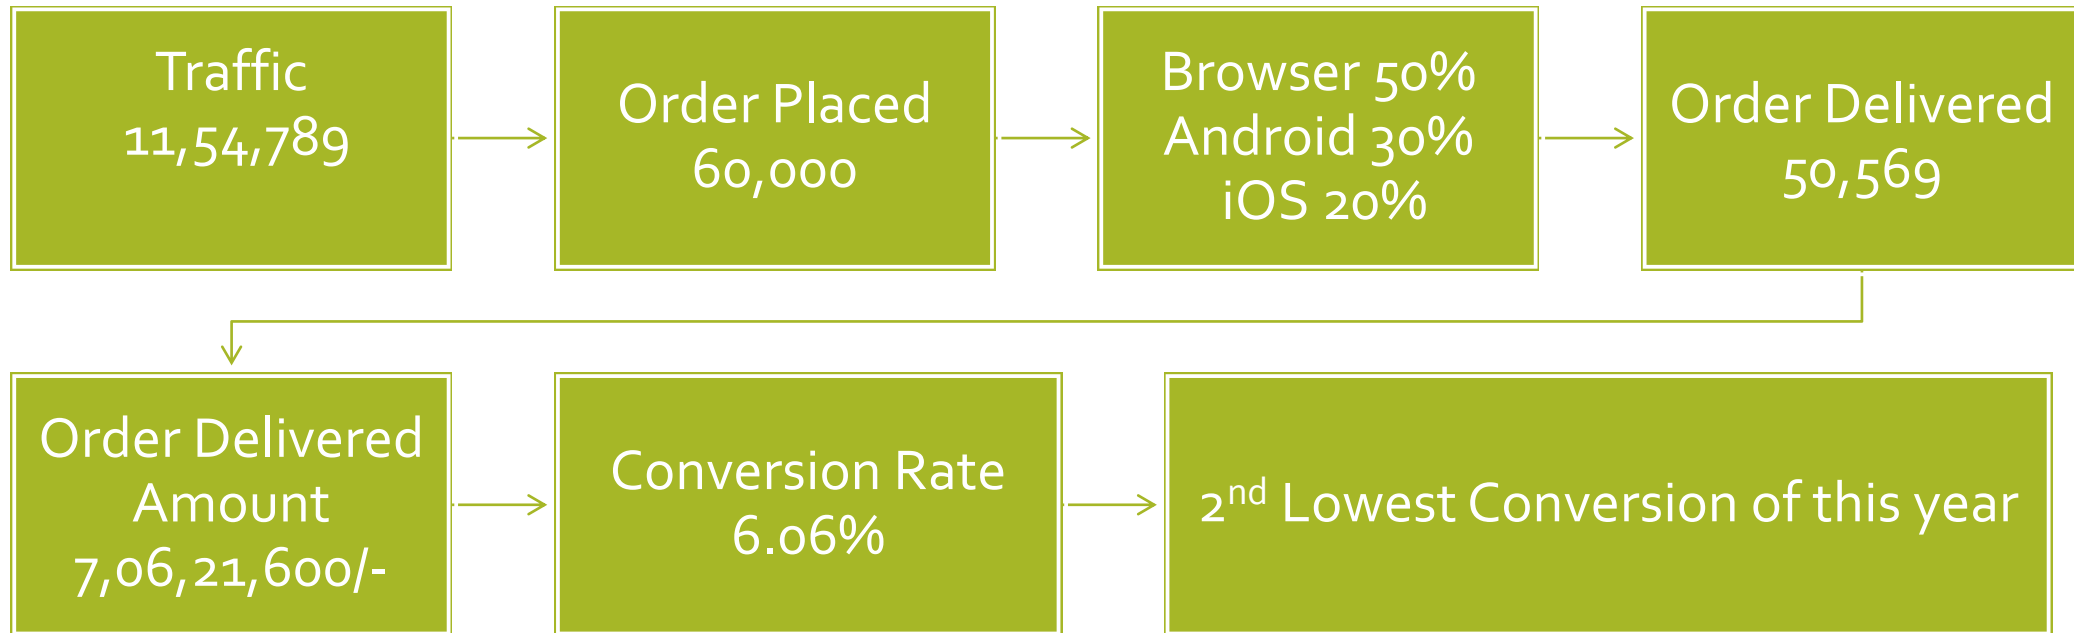 Traffic
11,54,789
Order Placed
60,000
Browser 50%
Android 30%
iOS 20%
Order Delivered
50,569
Order Delivered
Amount
7,06,21,600/-
Conversion Rate
6.06%
2nd Lowest Conversion of this year